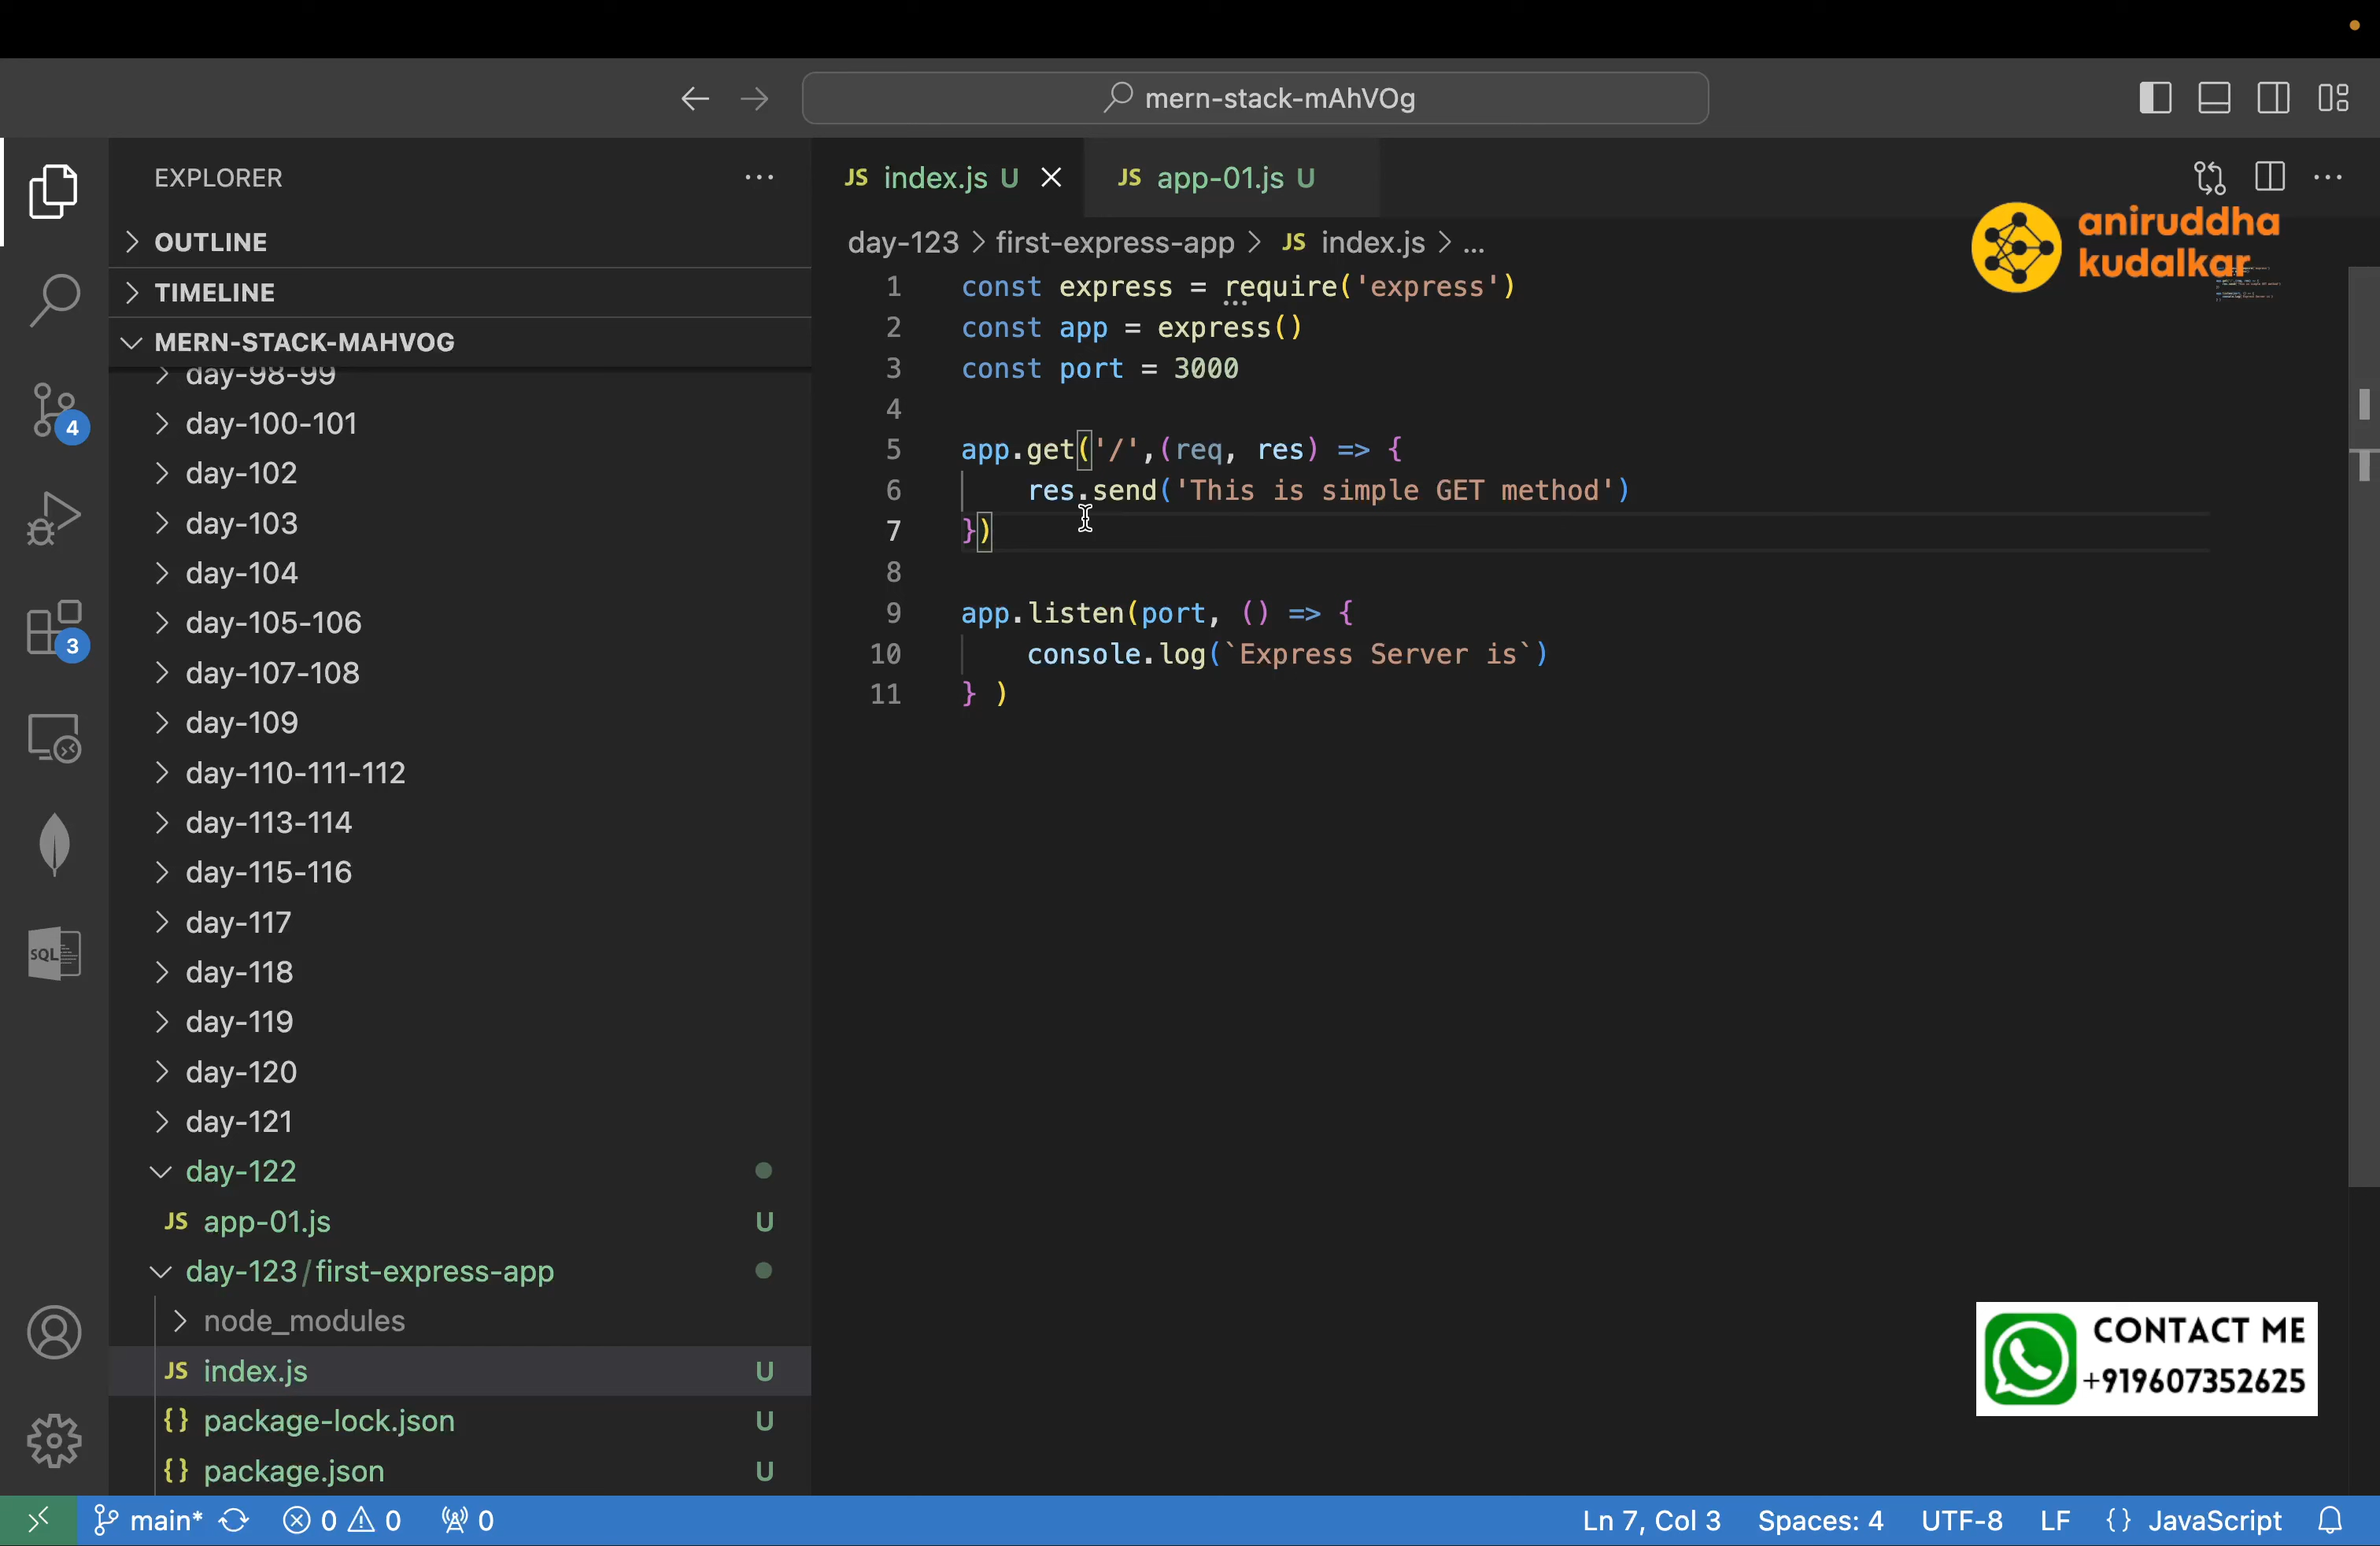 mern-stack-mAhVOg
EXPLORER
OUTLINE
TIMELINE
MERN-STACK-MAHVOG
day-98-99
day-100-101
day-102
day-103
day-104
day-105-106
day-107-108
day-109
day-110-111-112
day-113-114
day-115-116
day-117
day-118
day-119
day-120
day-121
day-122
JS app-01.js U
day-123/first-express-app
node_modules
JS index.js U
{} package-lock.json U
{} package.json U
4
3
SQL
JS index.js U
JS app-01.js U
day-123 > first-express-app > JS index.js > ...
aniruddha
kudalkar
1 const express = require('express')
2 const app = express()
3 const port = 3000
4
5 app.get('/',(req, res) => {
6     res.send('This is simple GET method')
7 })
8
9 app.listen(port, () => {
10     console.log(`Express Server is`)
11 } )
CONTACT ME
+919607352625
main* 0 0 0 Ln 7, Col 3 Spaces: 4 UTF-8 LF {} JavaScript